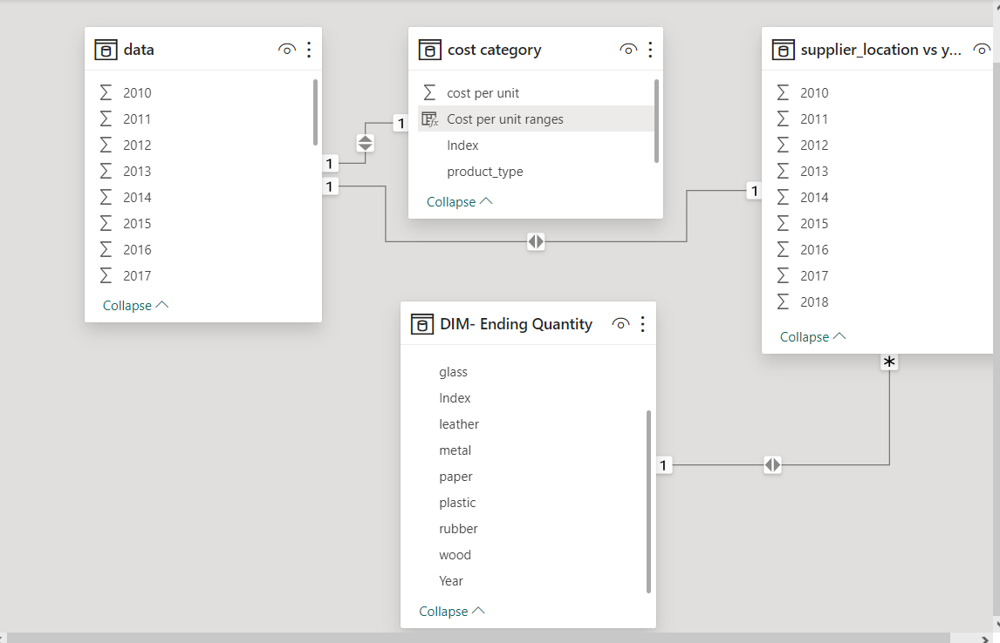 data
2010
2011
2012
2013
2014
2015
2016
2017
Collapse
cost category
cost per unit
Cost per unit ranges
Index
product_type
Collapse
supplier_location vs y...
2010
2011
2012
2013
2014
2015
2016
2017
2018
Collapse
1
1
1
1
DIM- Ending Quantity
glass
Index
leather
metal
paper
plastic
rubber
wood
Year
Collapse
1
*